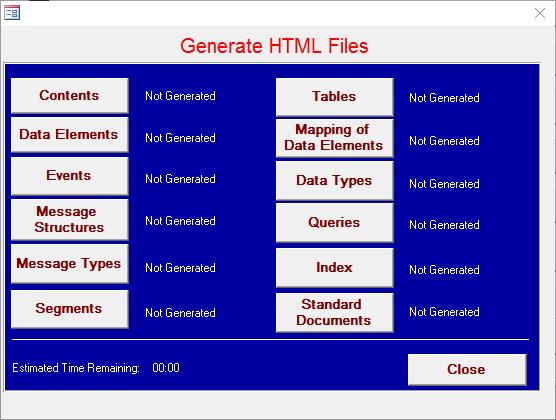 Generate HTML Files
Contents
Not Generated
Data Elements
Not Generated
Events
Not Generated
Message
Structures
Not Generated
Message Types
Not Generated
Segments
Not Generated
Tables
Not Generated
Mapping of
Data Elements
Not Generated
Data Types
Not Generated
Queries
Not Generated
Index
Not Generated
Standard
Documents
Not Generated
Estimated Time Remaining: 00:00
Close